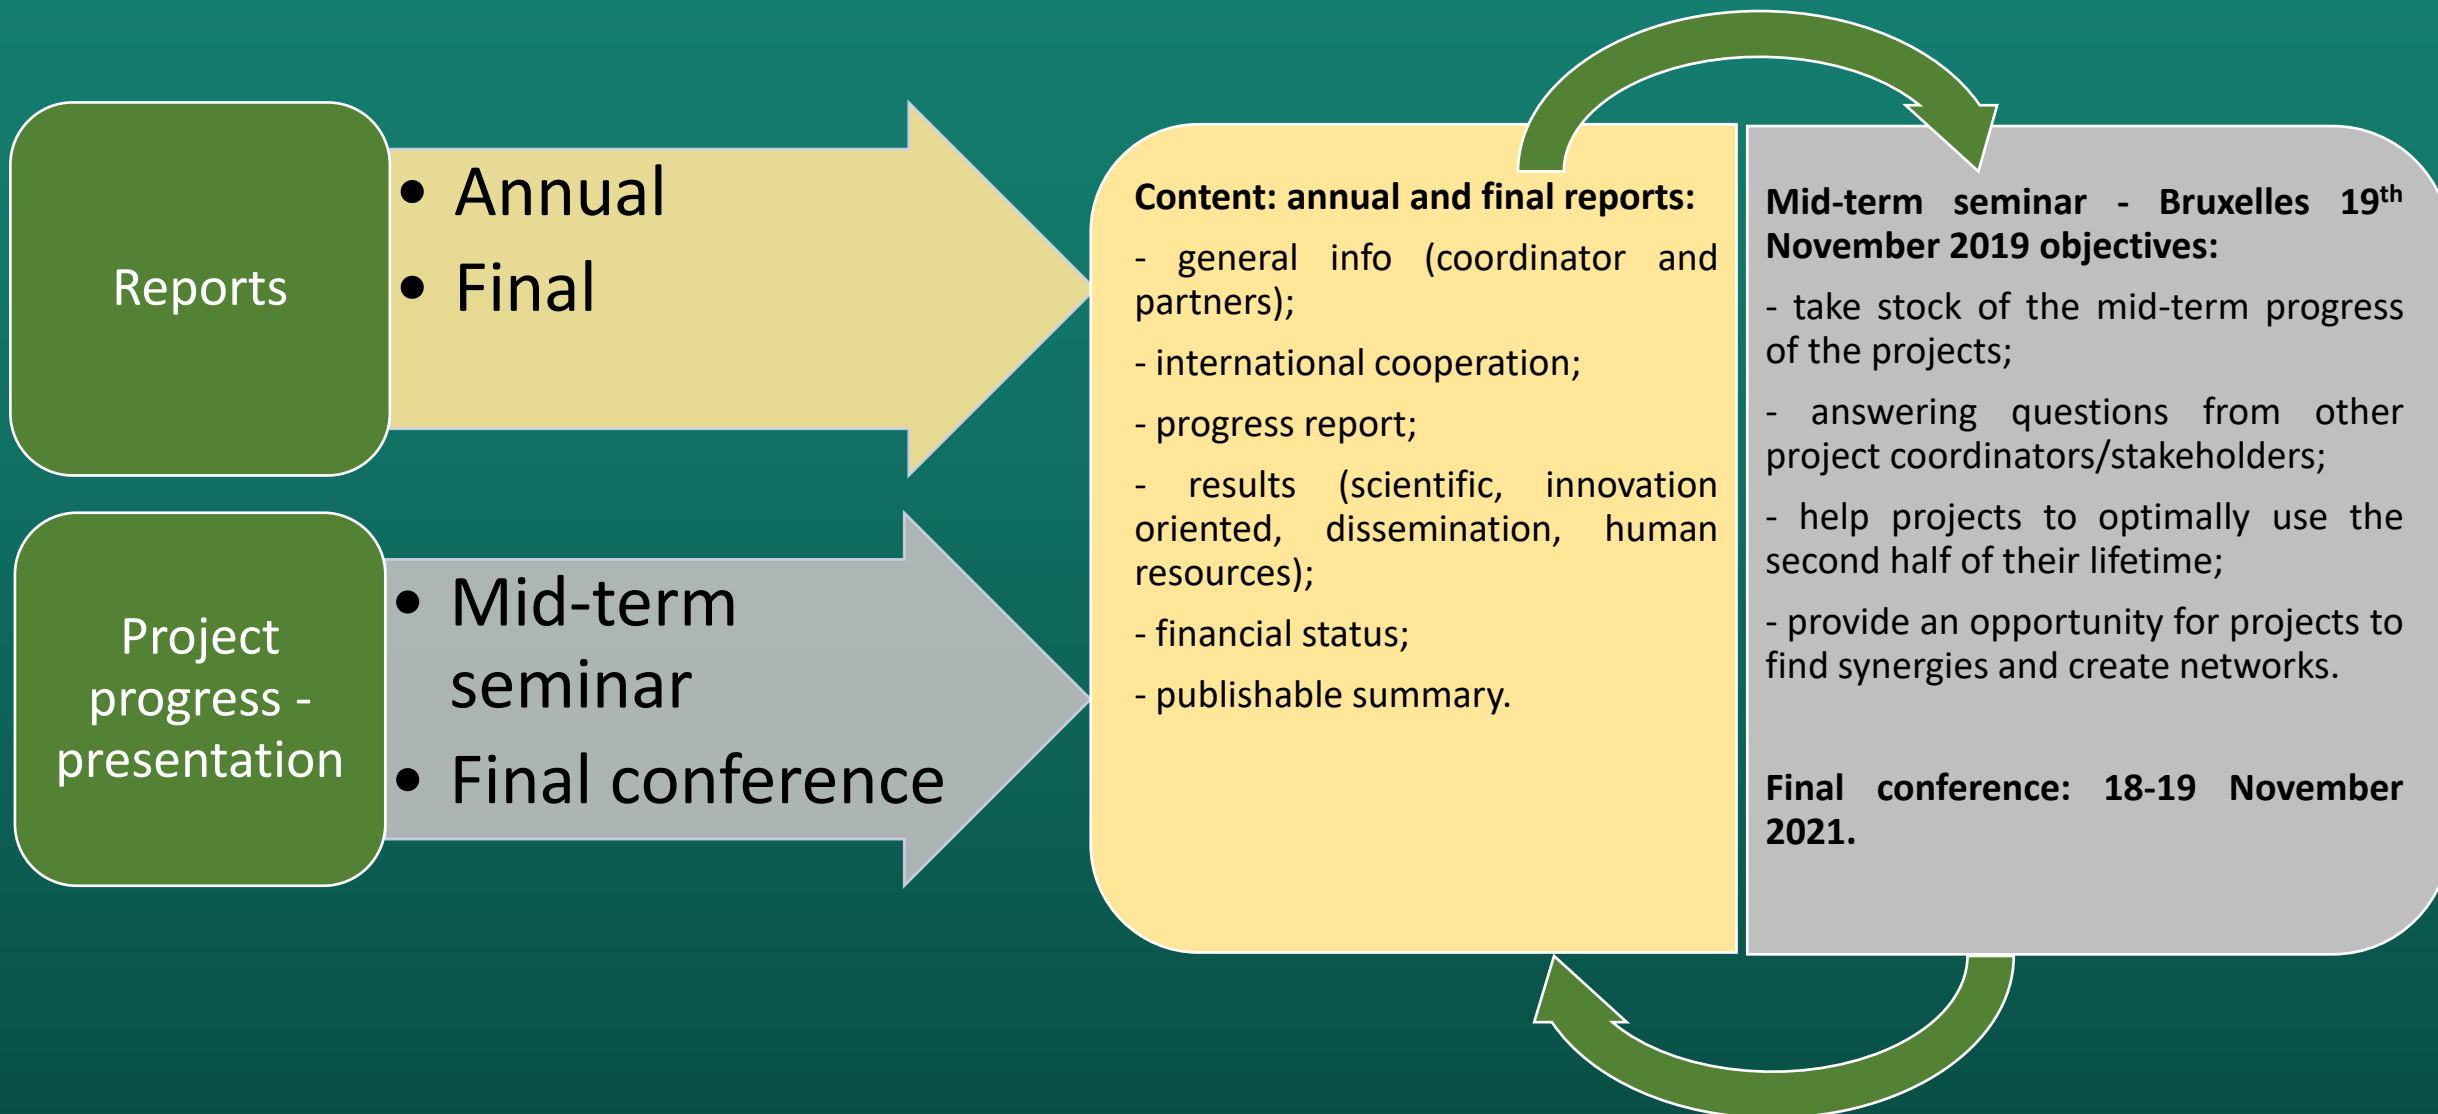 Reports
• Annual
• Final
Project
progress -
presentation
• Mid-term
seminar
• Final conference
Content: annual and final reports:
- general info (coordinator and
partners);
- international cooperation;
- progress report;
- results (scientific, innovation
oriented, dissemination, human
resources);
- financial status;
- publishable summary.
Mid-term seminar - Bruxelles 19th
November 2019 objectives:
- take stock of the mid-term progress
of the projects;
- answering questions from other
project coordinators/stakeholders;
- help projects to optimally use the
second half of their lifetime;
- provide an opportunity for projects to
find synergies and create networks.
Final conference: 18-19 November
2021.